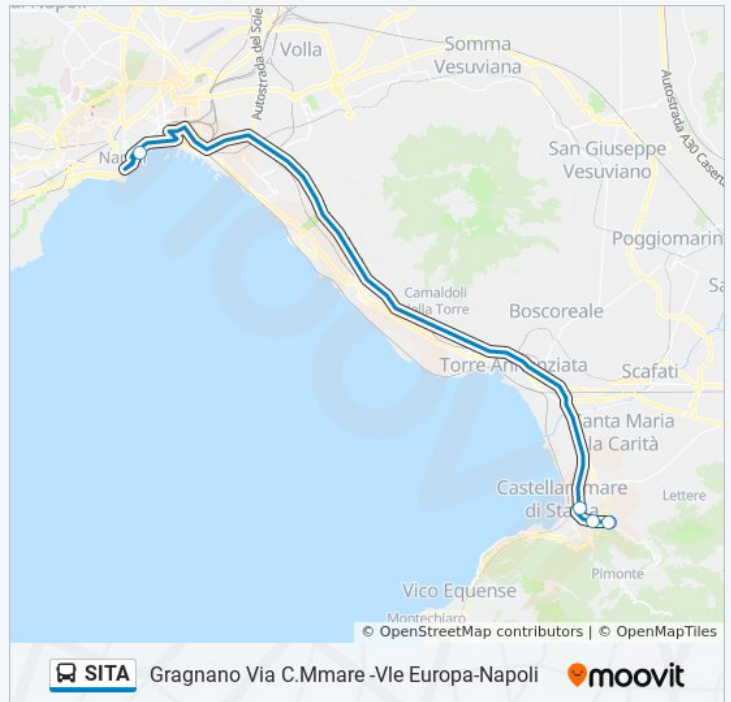 Volla
Somma
Vesuviana
Autostrada del Sole
Autostrada A30 Caserta
San Giuseppe
Vesuviano
Poggiomarin
Camaldoli
della Torre
Boscoreale
Torre Annunziata
Scafati
Santa Maria
la Carità
Castellammare
di Stabia
Lettere
Pimonte
Vico Equense
Montechiaro
© OpenStreetMap contributors | © OpenMapTiles
SITA
Gragnano Via C.Mmare -Vle Europa-Napoli
moovit